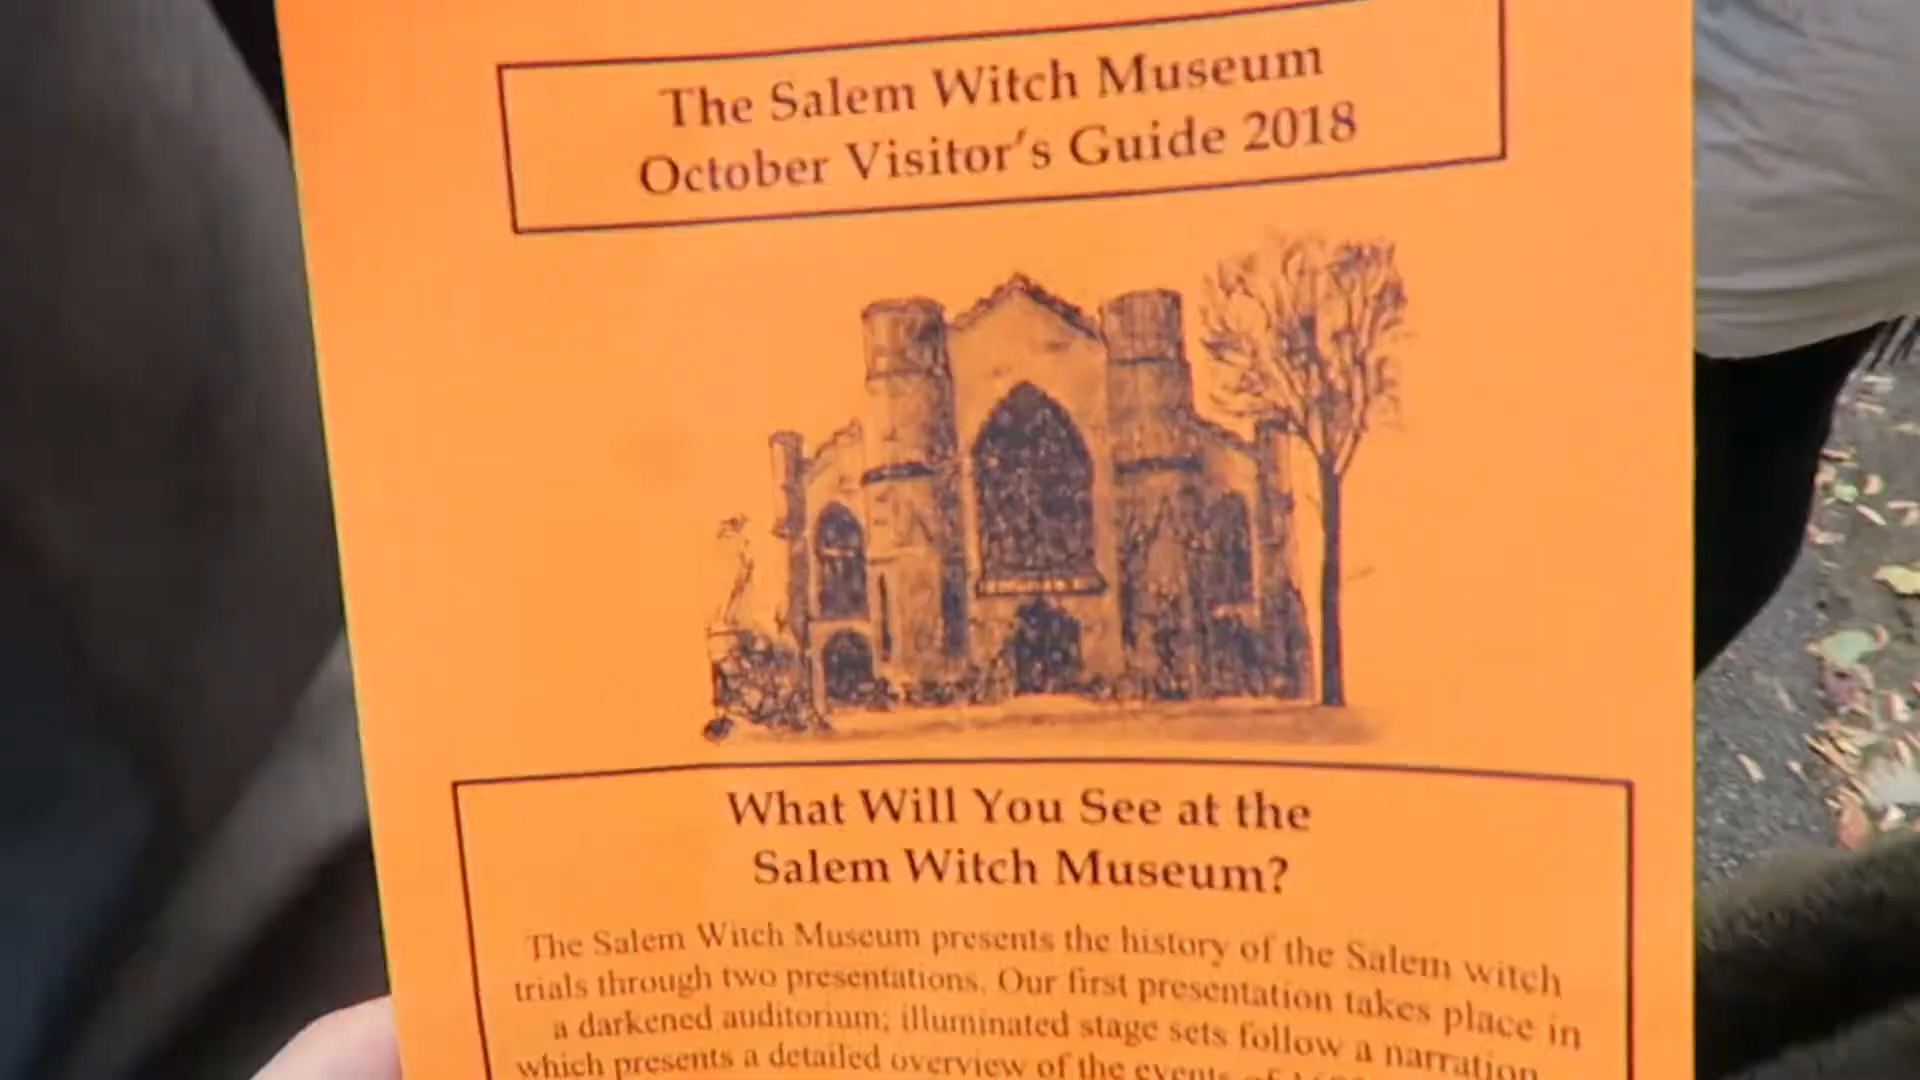 The Salem Witch Museum
October Visitor's Guide 2018
What Will You See at the
Salem Witch Museum?
The Salem Witch Museum presents the history of the Salem witch
trials through two presentations. Our first presentation takes place in
a darkened auditorium; illuminated stage sets follow a narration
which presents a detailed overview of the events of